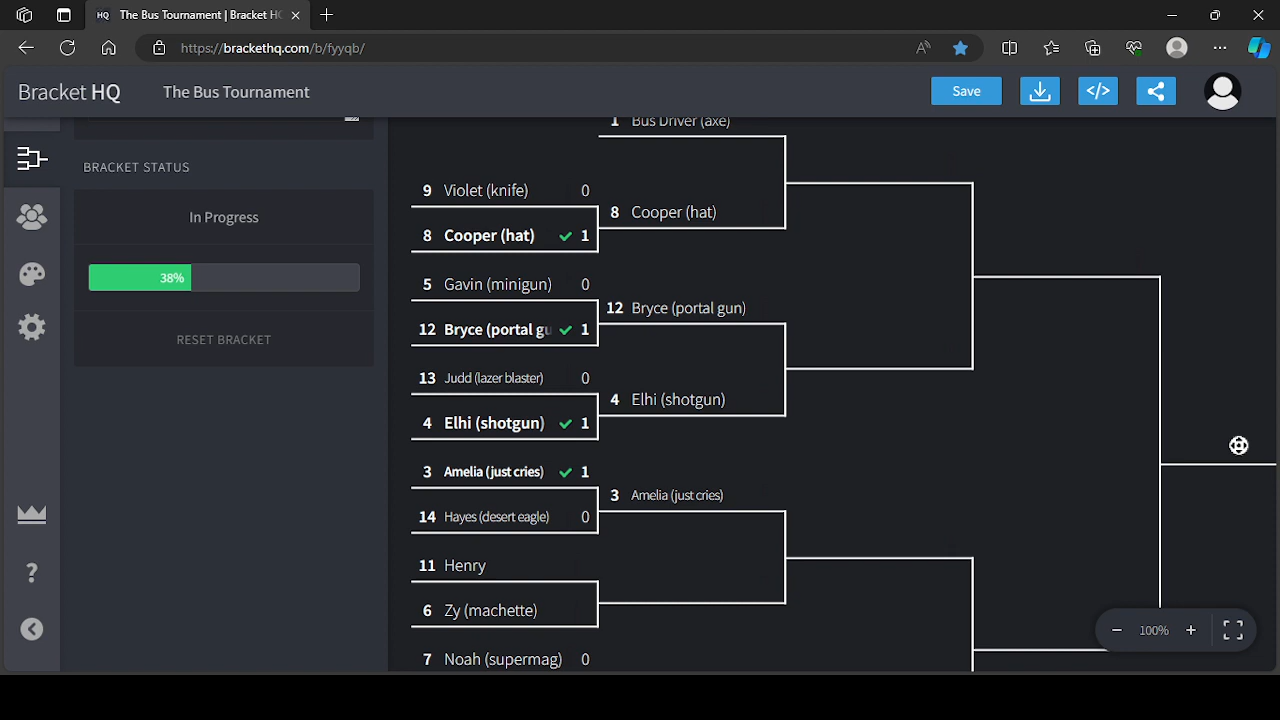 The Bus Tournament | Bracket H
https://brackethq.com/b/fyyqb/
Bracket HQ
The Bus Tournament
Save
</>
BRACKET STATUS
In Progress
38%
RESET BRACKET
1 Bus Driver (axe)
9 Violet (knife) 0
8 Cooper (hat)
8 Cooper (hat) 1
5 Gavin (minigun) 0
12 Bryce (portal gun)
12 Bryce (portal gu 1
13 Judd (lazer blaster) 0
4 Elhi (shotgun)
4 Elhi (shotgun) 1
3 Amelia (just cries) 1
3 Amelia (just cries)
14 Hayes (desert eagle) 0
11 Henry
6 Zy (machette)
7 Noah (supermag) 0
100%